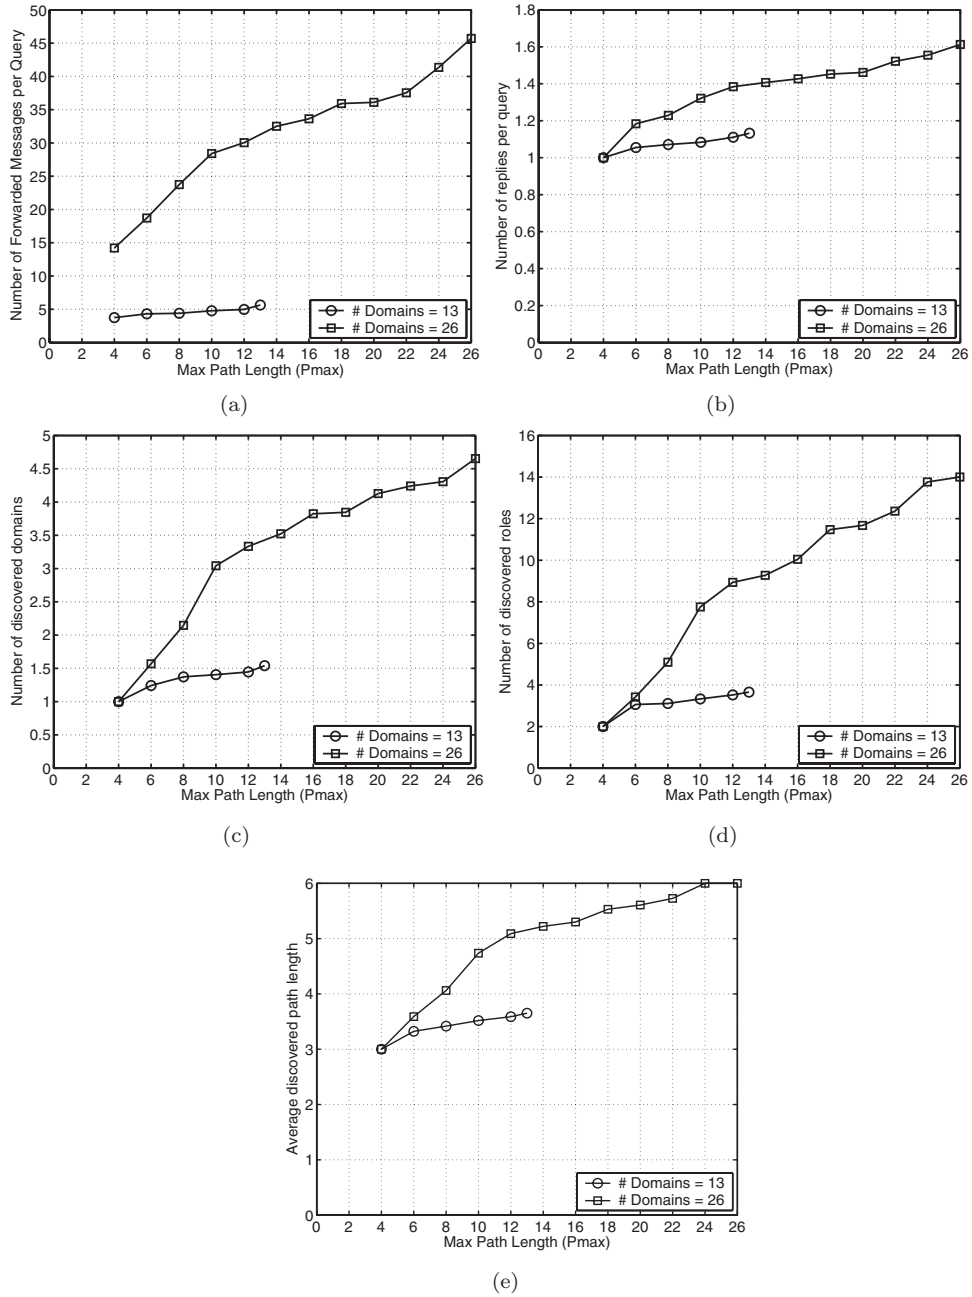 50
45
40
35
30
25
20
15
10
5
0
Number of Forwarded Messages per Query
# Domains = 13
# Domains = 26
0 2 4 6 8 10 12 14 16 18 20 22 24 26
Max Path Length (Pmax)
(a)
1.8
1.6
1.4
1.2
1
0.8
0.6
0.4
0.2
Number of replies per query
# Domains = 13
# Domains = 26
0 2 4 6 8 10 12 14 16 18 20 22 24 26
Max Path Length (Pmax)
(b)
5
4.5
4
3.5
3
2.5
2
1.5
1
0.5
0
Number of discovered domains
# Domains = 13
# Domains = 26
0 2 4 6 8 10 12 14 16 18 20 22 24 26
Max Path Length (Pmax)
(c)
16
14
12
10
8
6
4
2
0
Number of discovered roles
# Domains = 13
# Domains = 26
0 2 4 6 8 10 12 14 16 18 20 22 24 26
Max Path Length (Pmax)
(d)
6
5
4
3
2
1
0
Average discovered path length
# Domains = 13
# Domains = 26
0 2 4 6 8 10 12 14 16 18 20 22 24 26
Max Path Length (Pmax)
(e)